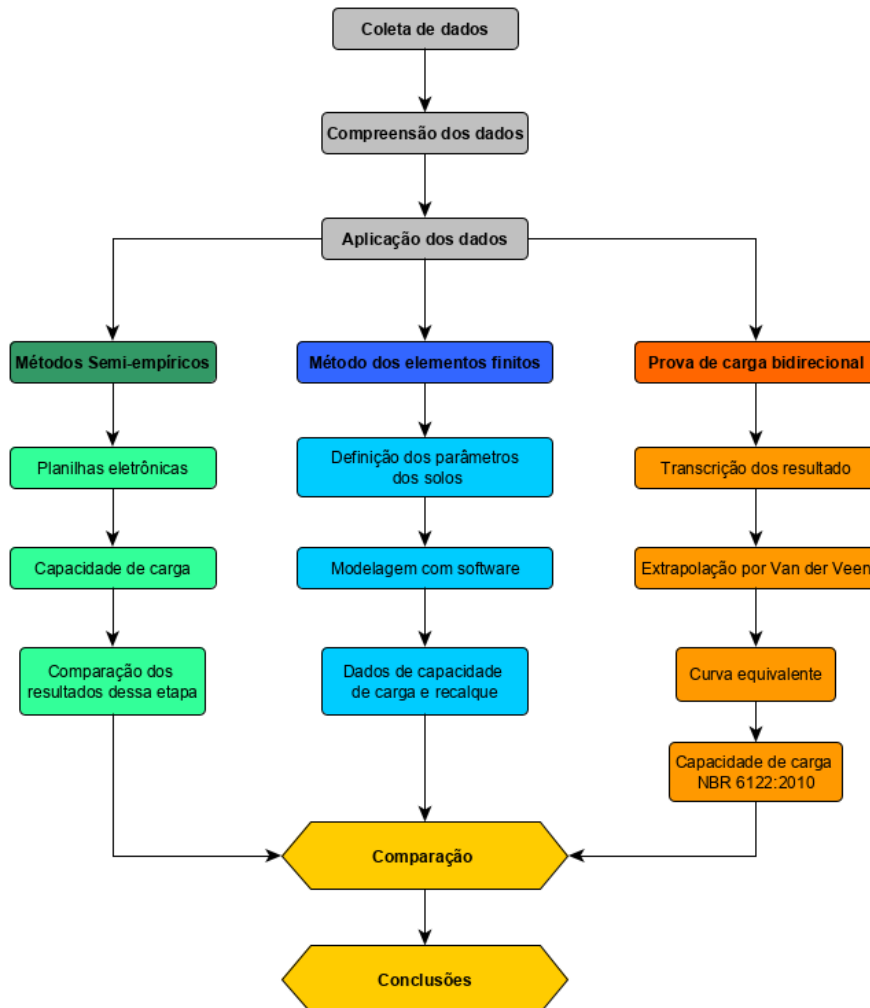 Coleta de dados
Compreensão dos dados
Aplicação dos dados
Métodos Semi-empíricos
Planilhas eletrônicas
Capacidade de carga
Comparação dos
resultados dessa etapa
Método dos elementos finitos
Definição dos parâmetros
dos solos
Modelagem com software
Dados de capacidade
de carga e recalque
Prova de carga bidirecional
Transcrição dos resultado
Extrapolação por Van der Veen
Curva equivalente
Capacidade de carga
NBR 6122:2010
Comparação
Conclusões